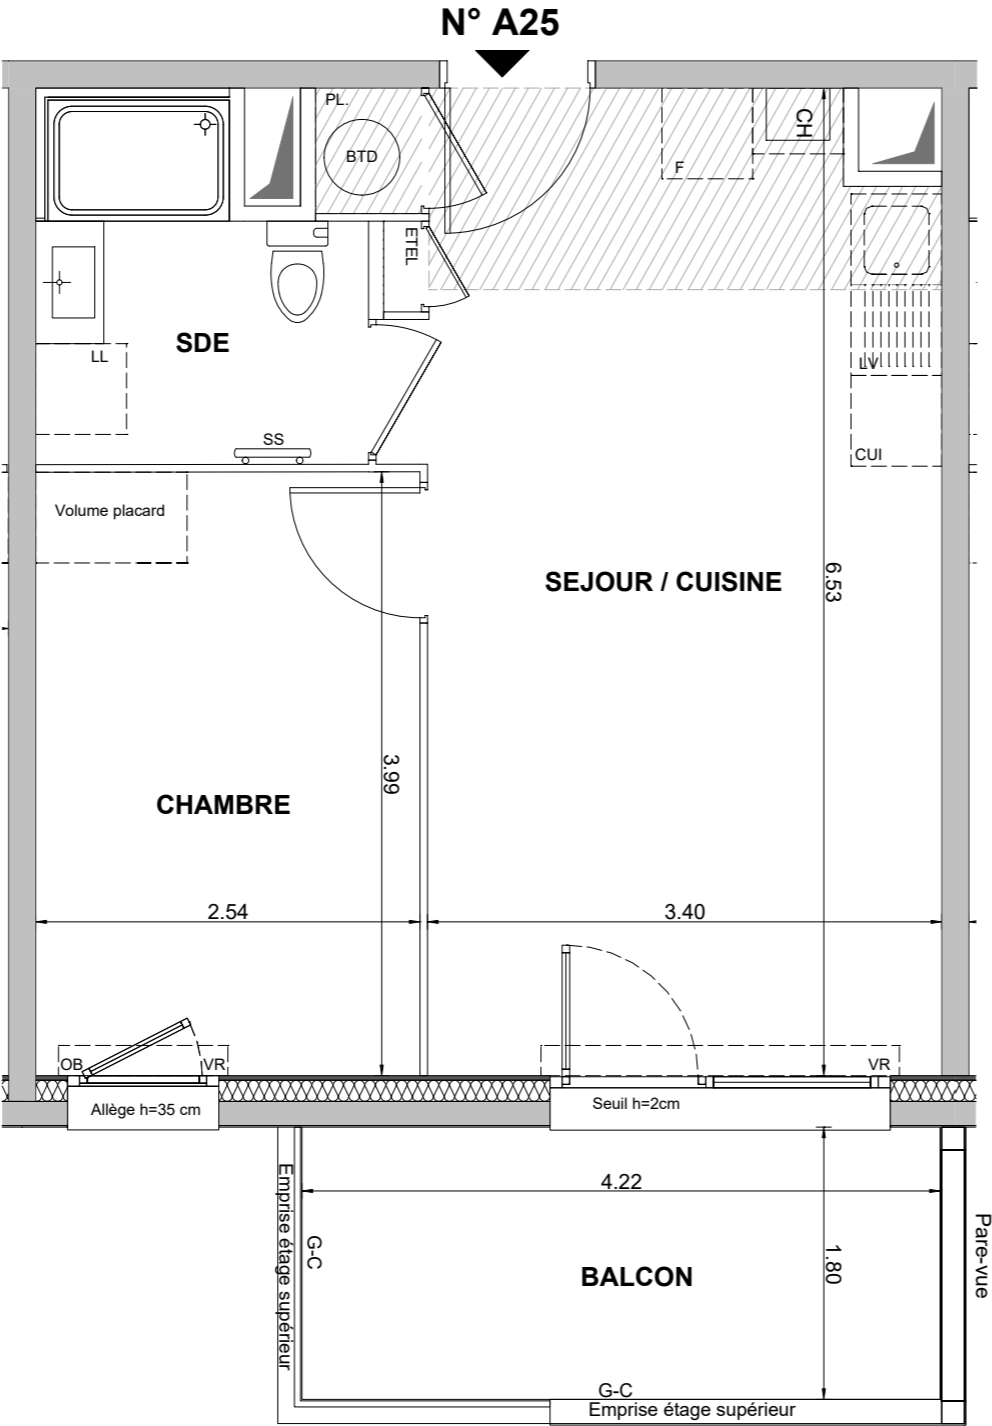 N° A25
PL.
BTD
CH
F
ETEL
SDE
LL
LV
SS
CUI
Volume placard
SEJOUR / CUISINE
6.53
3.99
CHAMBRE
2.54
3.40
OB
VR
VR
Allège h=35 cm
Seuil h=2cm
Emprise étage supérieur
G-C
4.22
1.80
BALCON
Pare-vue
G-C
Emprise étage supérieur